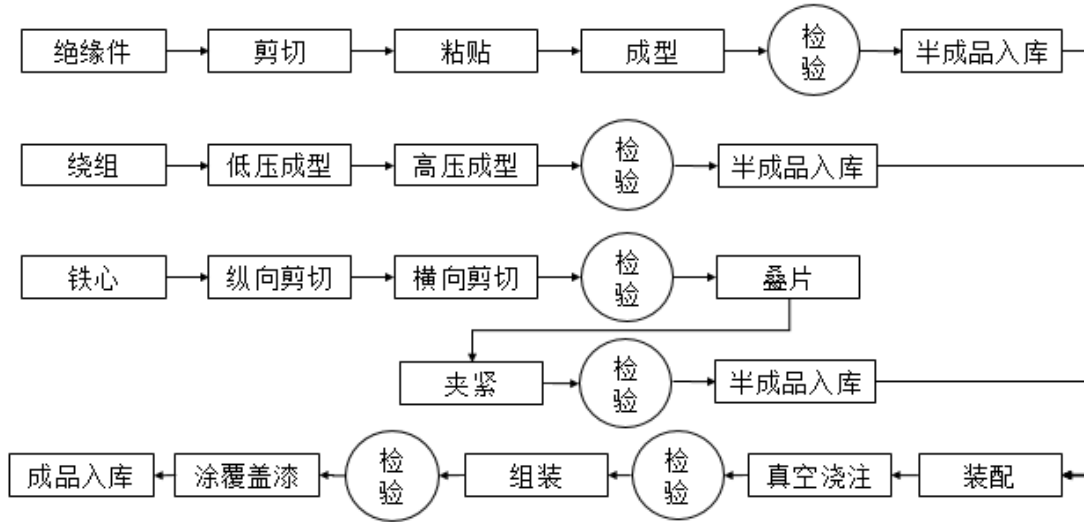 绝缘件
剪切
粘贴
成型
检
验
半成品入库
绕组
低压成型
高压成型
检
验
半成品入库
铁心
纵向剪切
横向剪切
检
验
叠片
夹紧
检
验
半成品入库
成品入库
涂覆盖漆
检
验
组装
检
验
真空浇注
装配